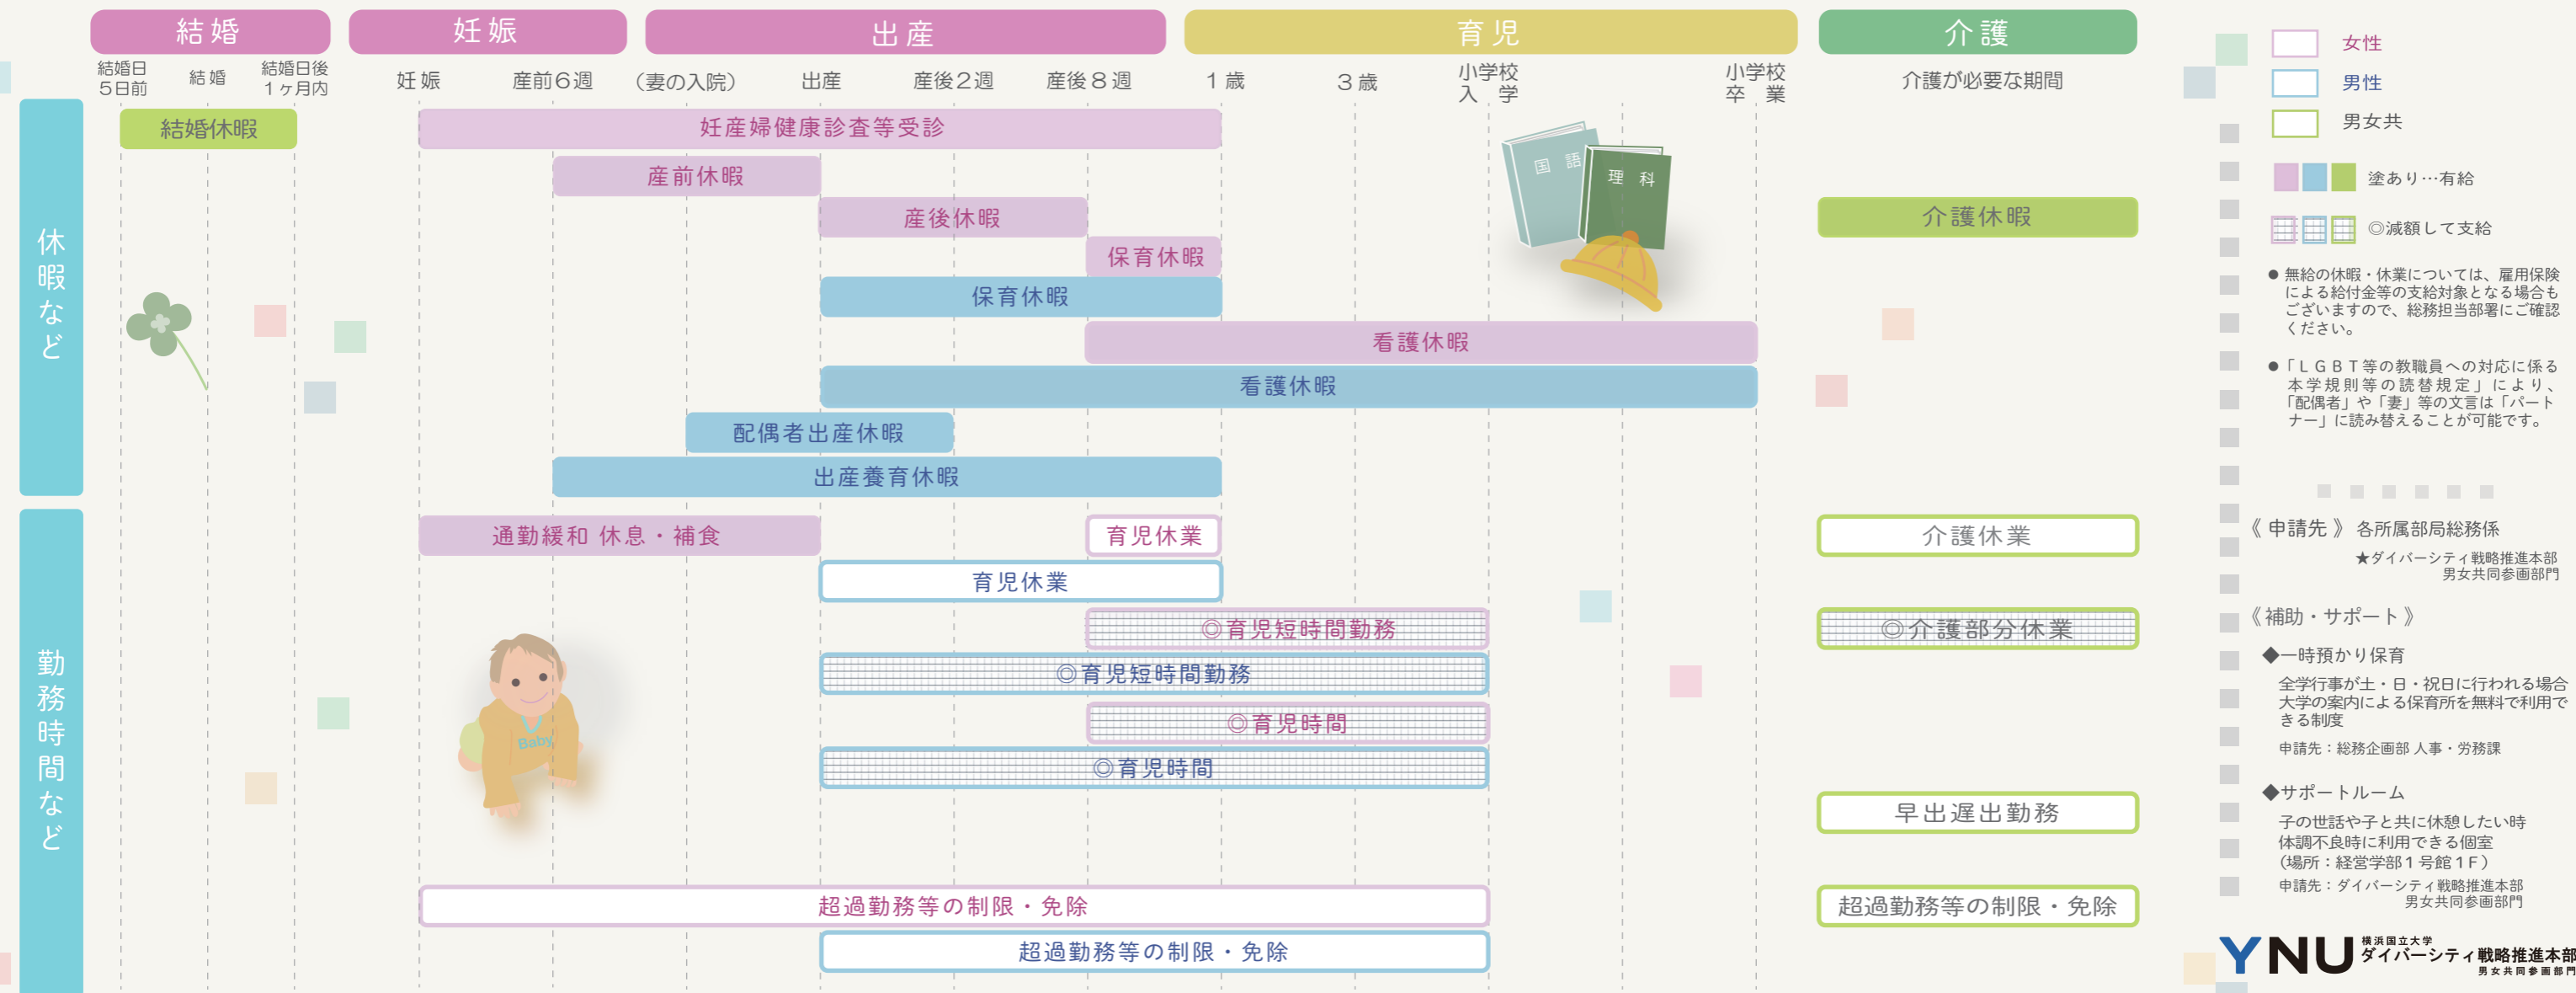 結婚
妊娠
出産
育児
介護
結婚日
5日前
結婚
結婚日後
1ヶ月内
妊娠
産前6週
（妻の入院）
出産
産後2週
産後8週
1歳
3歳
小学校
入 学
小学校
卒 業
介護が必要な期間
休暇など
結婚休暇
妊産婦健康診査等受診
国 語
理 科
産前休暇
産後休暇
介護休暇
保育休暇
保育休暇
看護休暇
看護休暇
配偶者出産休暇
出産養育休暇
勤務時間など
通勤緩和 休息・補食
育児休業
介護休業
育児休業
◎育児短時間勤務
◎介護部分休業
◎育児短時間勤務
◎育児時間
◎育児時間
Baby
早出遅出勤務
超過勤務等の制限・免除
超過勤務等の制限・免除
超過勤務等の制限・免除
女性
男性
男女共
塗あり…有給
◎減額して支給
● 無給の休暇・休業については、雇用保険
による給付金等の支給対象となる場合も
ございますので、総務担当部署にご確認
ください。
●「ＬＧＢＴ等の教職員への対応に係る
本学規則等の読替規定」により、
「配偶者」や「妻」等の文言は「パート
ナー」に読み替えることが可能です。
《 申請先 》 各所属部局総務係
★ダイバーシティ戦略推進本部
男女共同参画部門
《 補助・サポート 》
◆一時預かり保育
全学行事が土・日・祝日に行われる場合
大学の案内による保育所を無料で利用で
きる制度
申請先：総務企画部 人事・労務課
◆サポートルーム
子の世話や子と共に休憩したい時
体調不良時に利用できる個室
（場所：経営学部１号館１Ｆ）
申請先：ダイバーシティ戦略推進本部
男女共同参画部門
YNU
横浜国立大学
ダイバーシティ戦略推進本部
男女共同参画部門